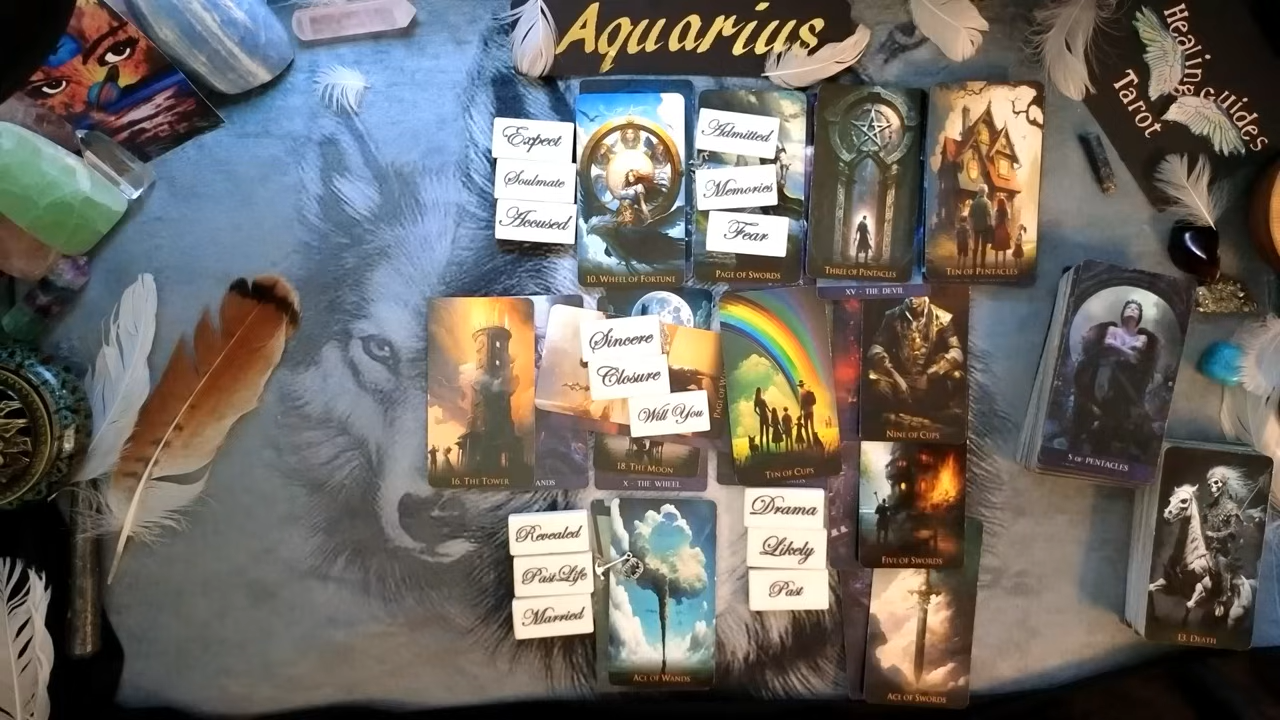 Aquarius
Healing Guides
Tarot
Expect
Soulmate
Accused
10. WHEEL OF FORTUNE
Admitted
Memories
Fear
PAGE OF SWORDS
THREE OF PENTACLES
TEN OF PENTACLES
16. THE TOWER
ANDS
Sincere
Closure
Will You
18. THE MOON
X - THE WHEEL
PAGE OF W
TEN OF CUPS
XV - THE DEVIL
NINE OF CUPS
FIVE OF SWORDS
ACE OF SWORDS
Revealed
Past Life
Married
ACE OF WANDS
Drama
Likely
Past
5 OF PENTACLES
13. DEATH